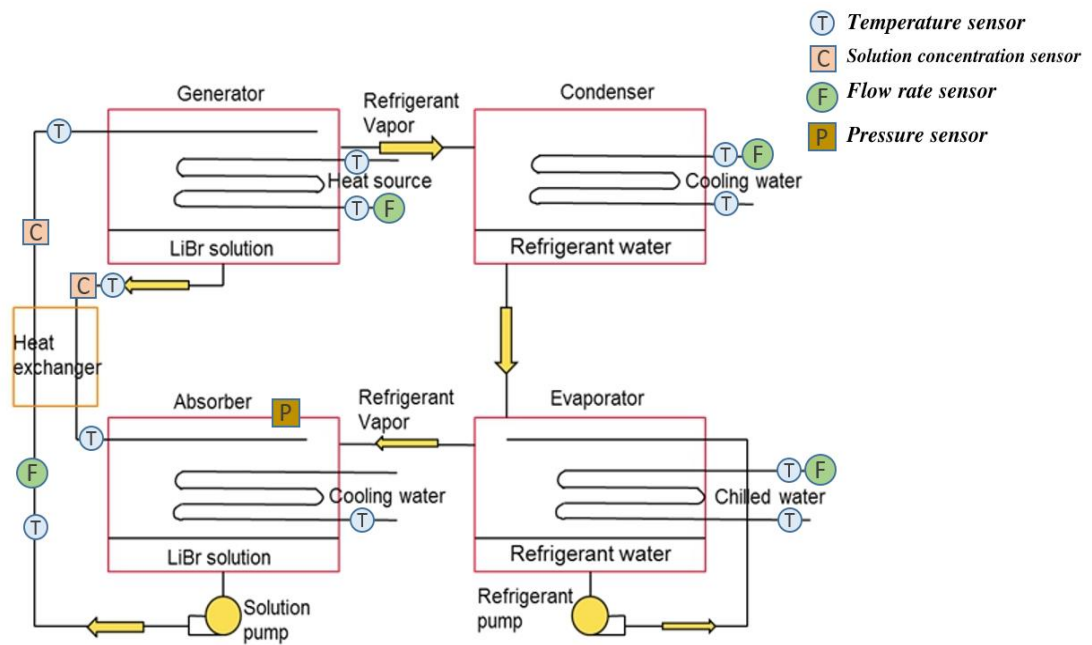 T Temperature sensor
C Solution concentration sensor
F Flow rate sensor
P Pressure sensor
Generator
Refrigerant
Vapor
Condenser
T
T
Heat source
T F
T F
Cooling water
T
C
LiBr solution
Refrigerant water
C T
Heat
exchanger
Absorber
P
Refrigerant
Vapor
Evaporator
T
F
T
Cooling water
T
T F
Chilled water
T
LiBr solution
Refrigerant water
Solution
pump
Refrigerant
pump